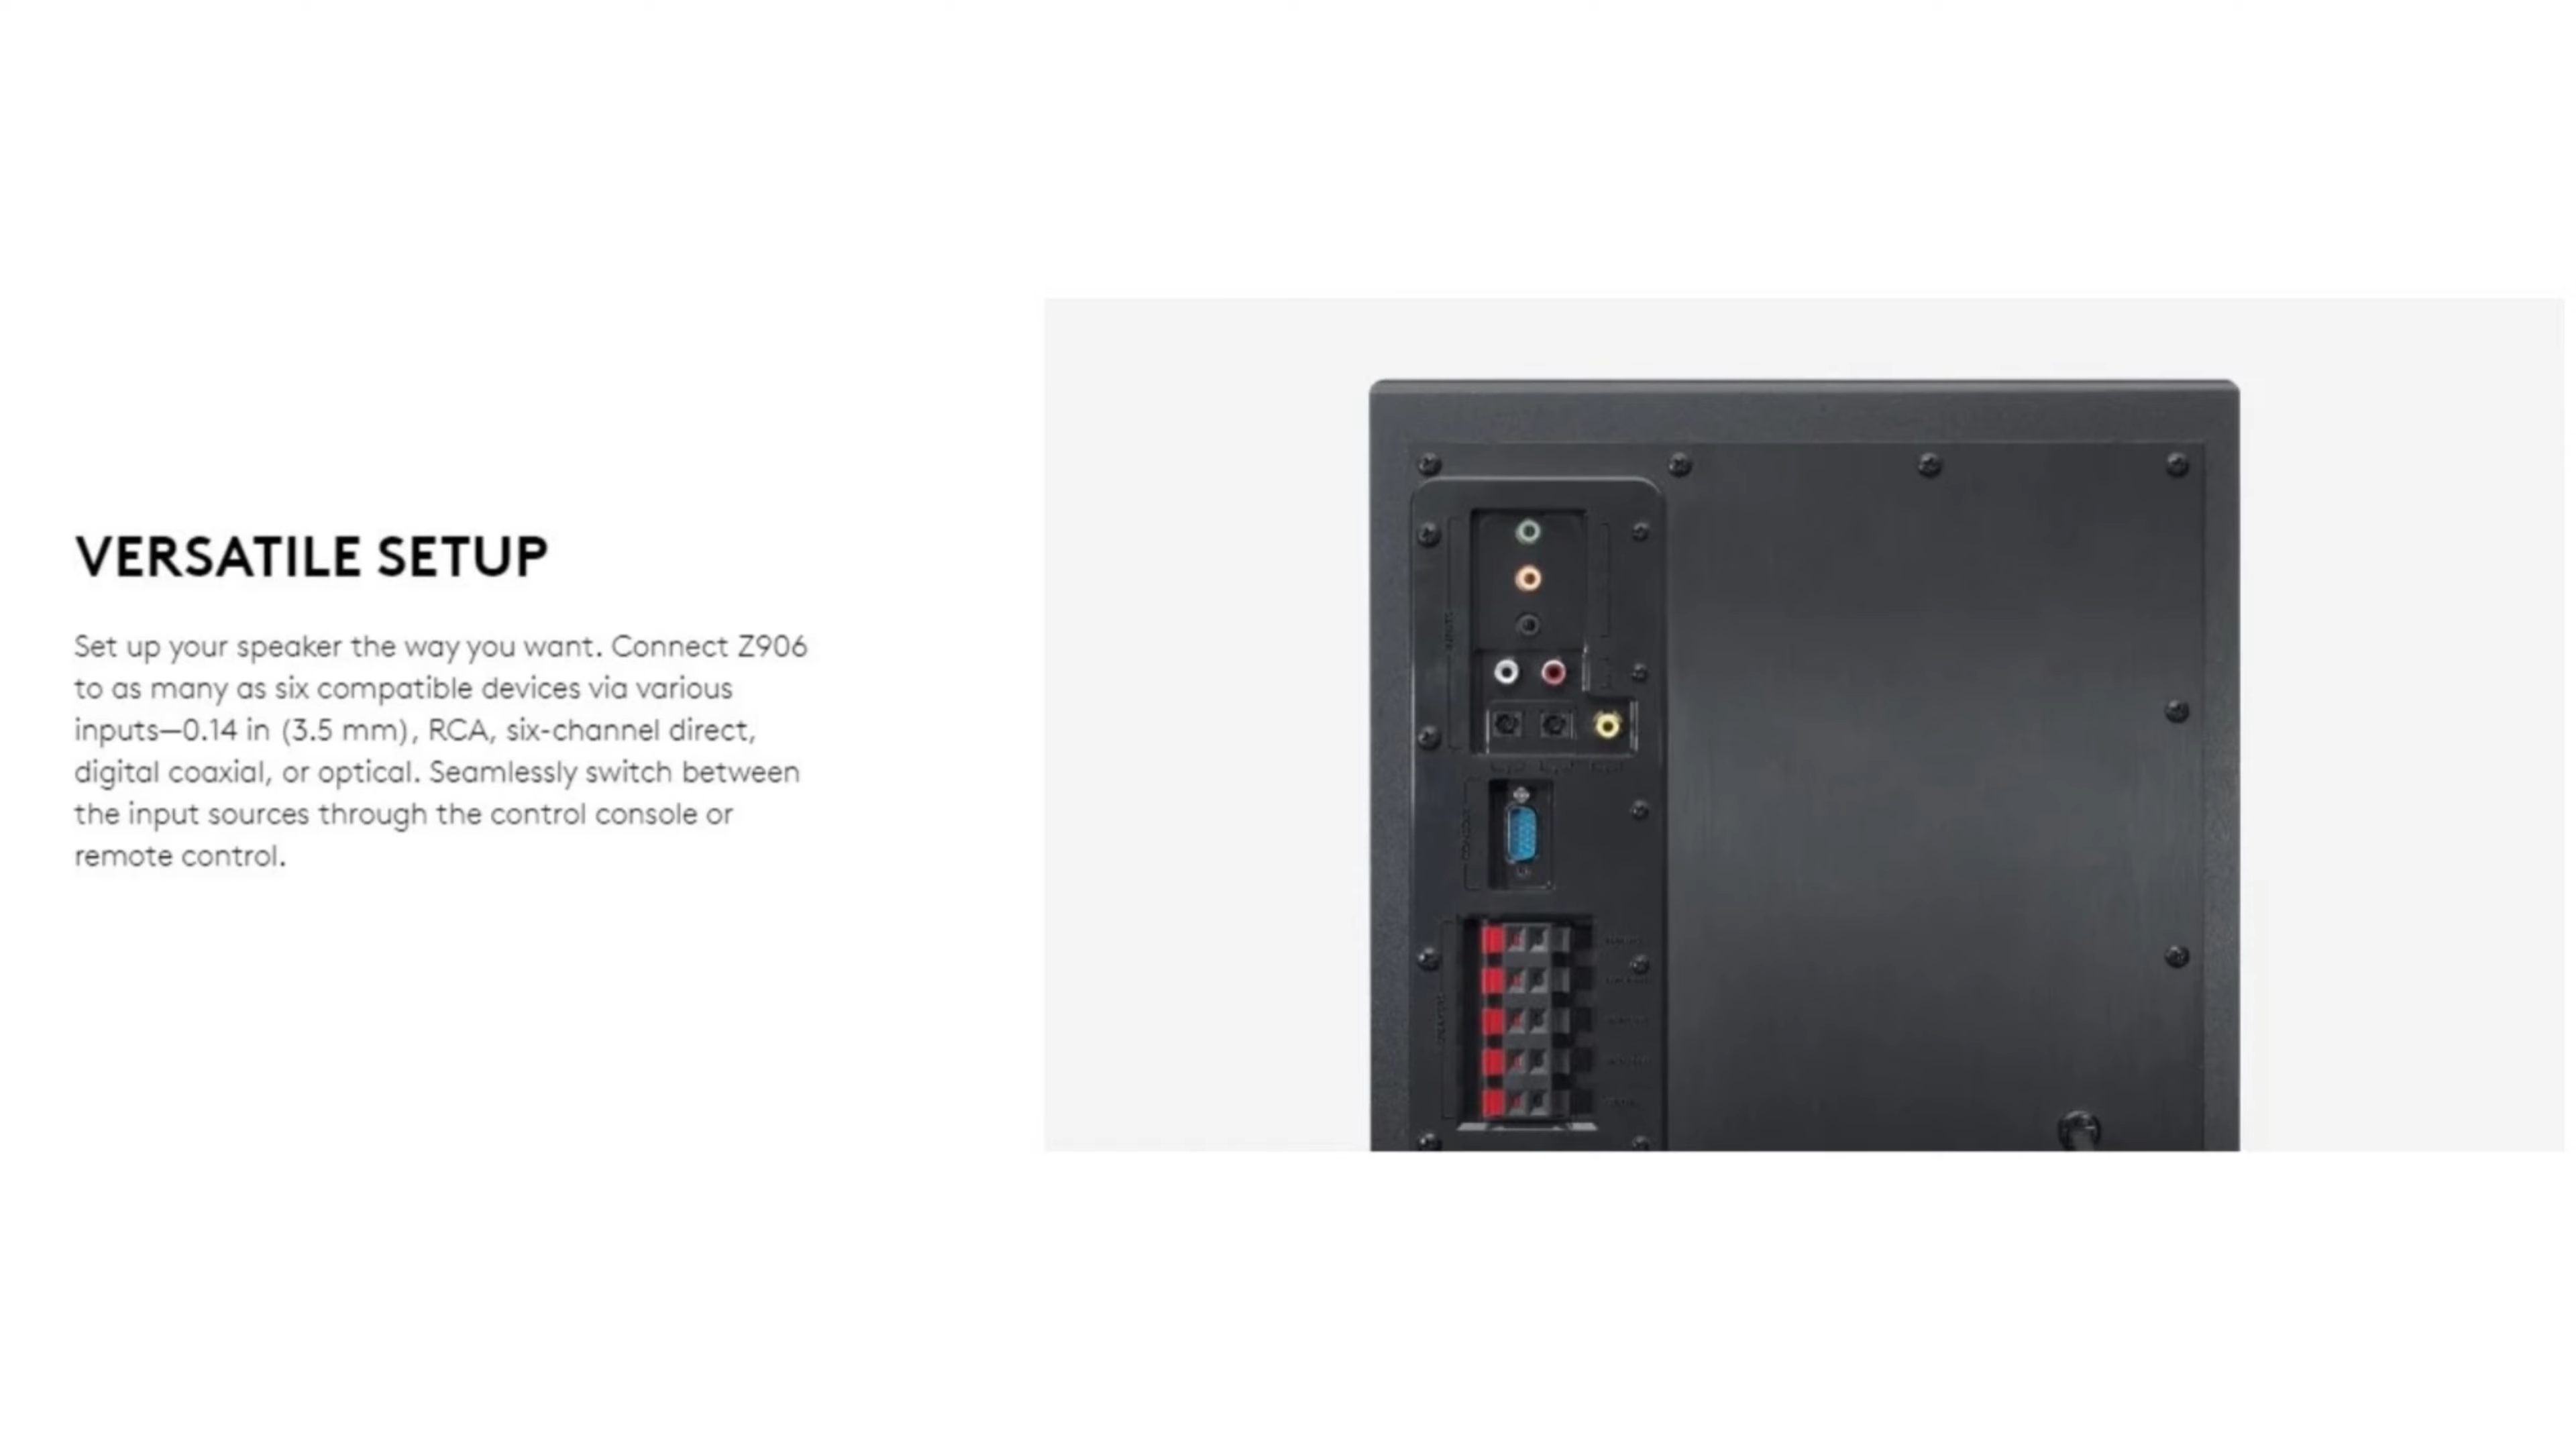 VERSATILE SETUP
Set up your speaker the way you want. Connect Z906
to as many as six compatible devices via various
inputs—0.14 in (3.5 mm), RCA, six-channel direct,
digital coaxial, or optical. Seamlessly switch between
the input sources through the control console or
remote control.